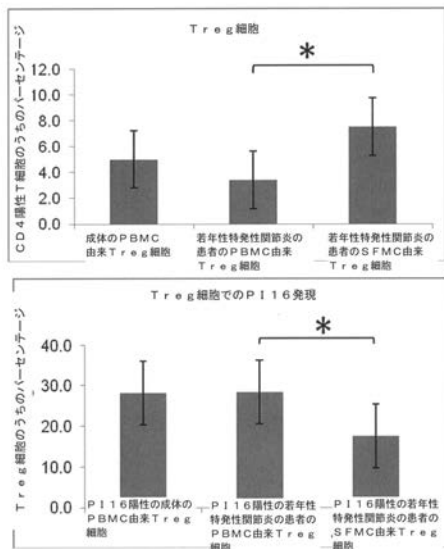 Treg細胞
CD4陽性T細胞のうちのパーセンテージ
12.0
10.0
8.0
6.0
4.0
2.0
0.0
*
成体のPBMC
由来Treg細胞
若年性特発性関節炎の
患者のPBMC由来
Treg細胞
若年性特発性関節炎の
患者のSFMC由来
Treg細胞
Treg細胞でのPI16発現
Treg細胞のうちのパーセンテージ
40.0
30.0
20.0
10.0
0.0
*
PI16陽性の成体の
PBMC由来Treg
細胞
PI16陽性の若年性
特発性関節炎の患者の
PBMC由来Treg
細胞
PI16陽性の若年性
特発性関節炎の患者の
SFMC由来Treg
細胞